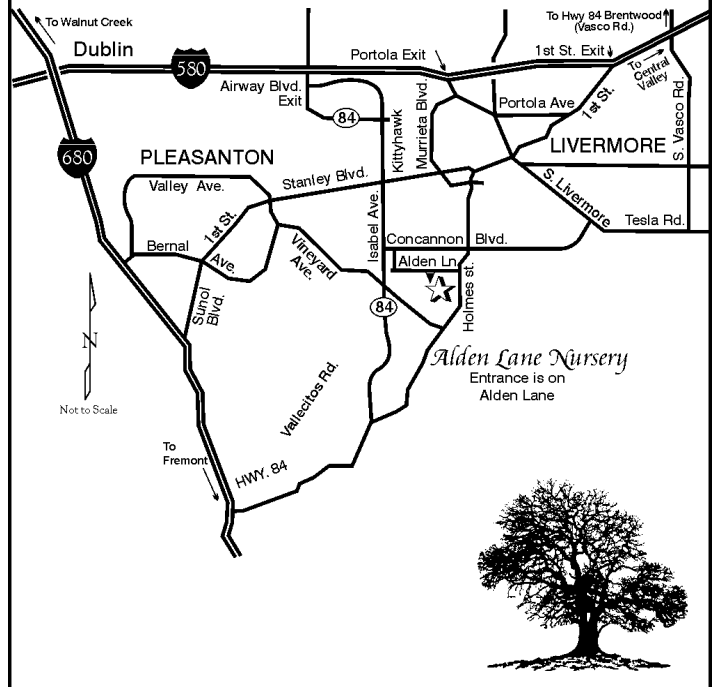 To Walnut Creek
Dublin
580
Portola Exit
1st St. Exit
To Hwy 84 Brentwood
(Vasco Rd.)
To
Central
Valley
Airway Blvd.
Exit
84
Kittyhawk
Murrieta Blvd.
Portola Ave
1st St.
S. Vasco Rd.
680
PLEASANTON
LIVERMORE
Valley Ave.
Stanley Blvd.
S. Livermore
Tesla Rd.
1st St.
Bernal
Ave.
Vineyard
Ave.
Isabel Ave.
Concannon Blvd.
Alden Ln.
Holmes st.
Sunol
Blvd.
84
N
Not to Scale
Alden Lane Nursery
Entrance is on
Alden Lane
Vallecitos Rd.
To
Fremont
HWY. 84